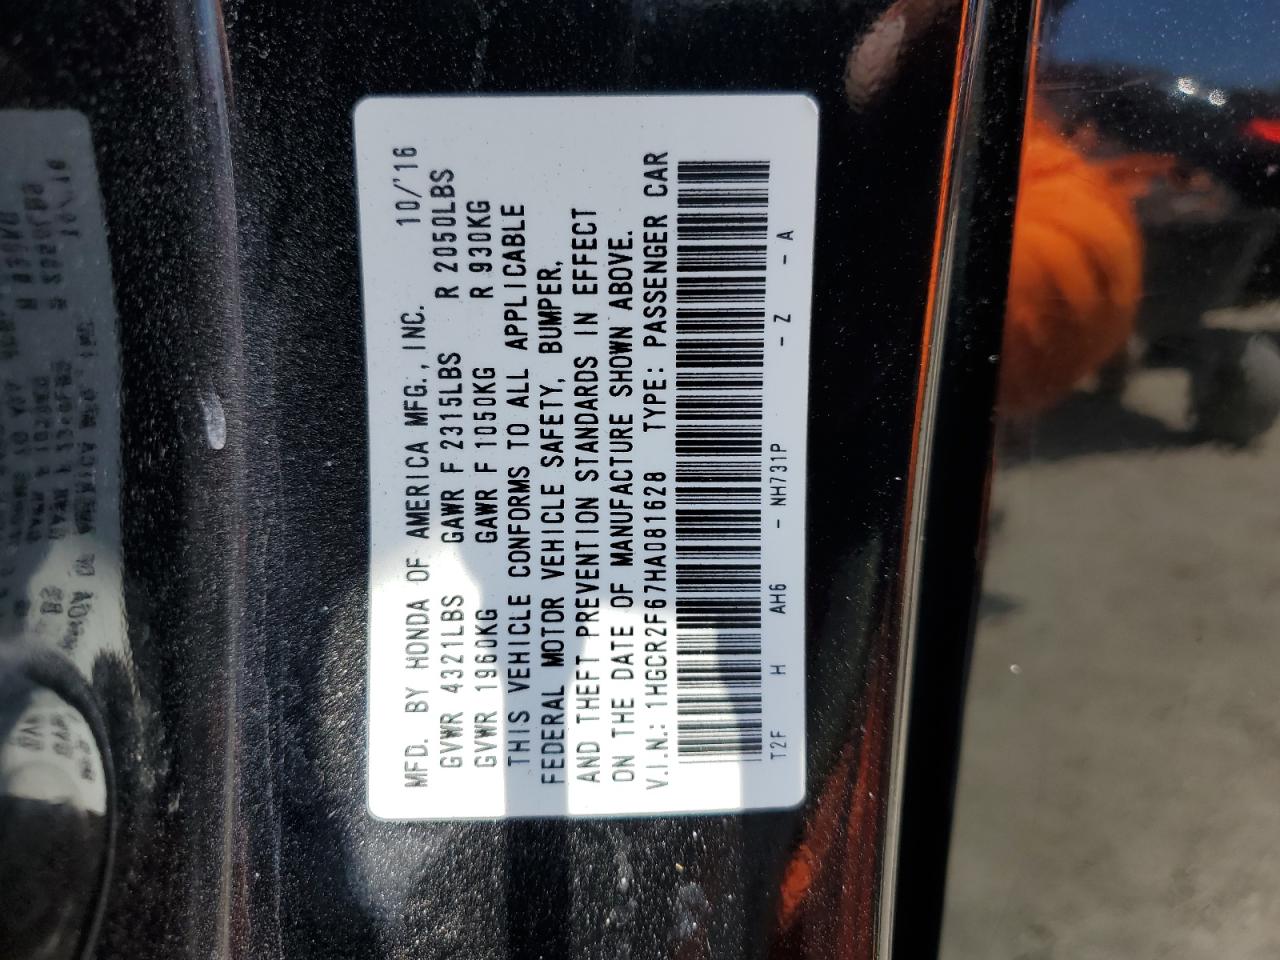 MFD. BY HONDA OF AMERICA MFG., INC. 10/'16
GVWR 4321LBS GAWR F 2315LBS R 2050LBS
GVWR 1960KG GAWR F 1050KG R 930KG
THIS VEHICLE CONFORMS TO ALL APPLICABLE
FEDERAL MOTOR VEHICLE SAFETY, BUMPER,
AND THEFT PREVENTION STANDARDS IN EFFECT
ON THE DATE OF MANUFACTURE SHOWN ABOVE.
V.I.N.: 1HGCR2F67HA081628 TYPE: PASSENGER CAR
T2F H AH6 - NH731P - Z - A